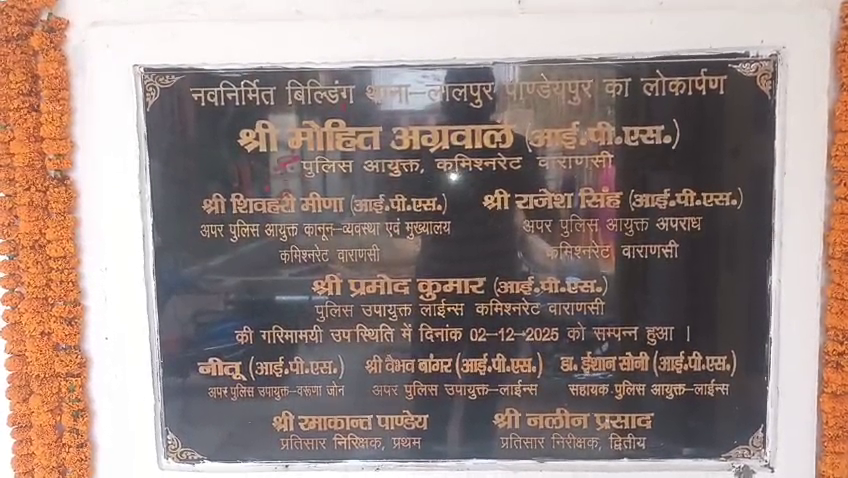 नवनिर्मित बिल्डिंग थाना–लालपुर पाण्डेयपुर का लोकार्पण
श्री मोहित अग्रवाल (आई.पी.एस.)
पुलिस आयुक्त, कमिश्नरेट वाराणसी
श्री शिवहरी मीणा (आई.पी.एस.) श्री राजेश सिंह (आई.पी.एस.)
अपर पुलिस आयुक्त कानून–व्यवस्था एवं मुख्यालय अपर पुलिस आयुक्त अपराध
कमिश्नरेट वाराणसी कमिश्नरेट वाराणसी
श्री प्रमोद कुमार (आई.पी.एस.)
पुलिस उपायुक्त लाईन्स कमिश्नरेट वाराणसी
की गरिमामयी उपस्थिति में दिनांक 02–12–2025 को सम्पन्न हुआ ।
नीतू (आई.पी.एस.) श्री वैभव बांगर (आई.पी.एस.) डा. ईशान सोनी (आई.पी.एस.)
अपर पुलिस उपायुक्त–वरूणा जोन अपर पुलिस उपायुक्त–लाईन्स सहायक पुलिस आयुक्त–लाईन्स
श्री रमाकान्त पाण्डेय श्री नलीन प्रसाद
प्रतिसार निरिक्षक, प्रथम प्रतिसार निरीक्षक, द्वितीय